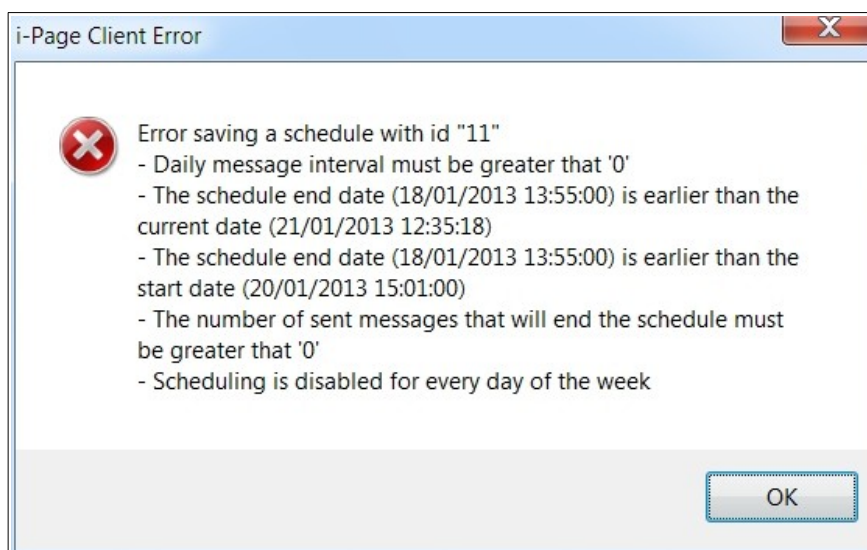 i-Page Client Error
Error saving a schedule with id "11"
- Daily message interval must be greater that '0'
- The schedule end date (18/01/2013 13:55:00) is earlier than the
current date (21/01/2013 12:35:18)
- The schedule end date (18/01/2013 13:55:00) is earlier than the
start date (20/01/2013 15:01:00)
- The number of sent messages that will end the schedule must
be greater that '0'
- Scheduling is disabled for every day of the week
OK